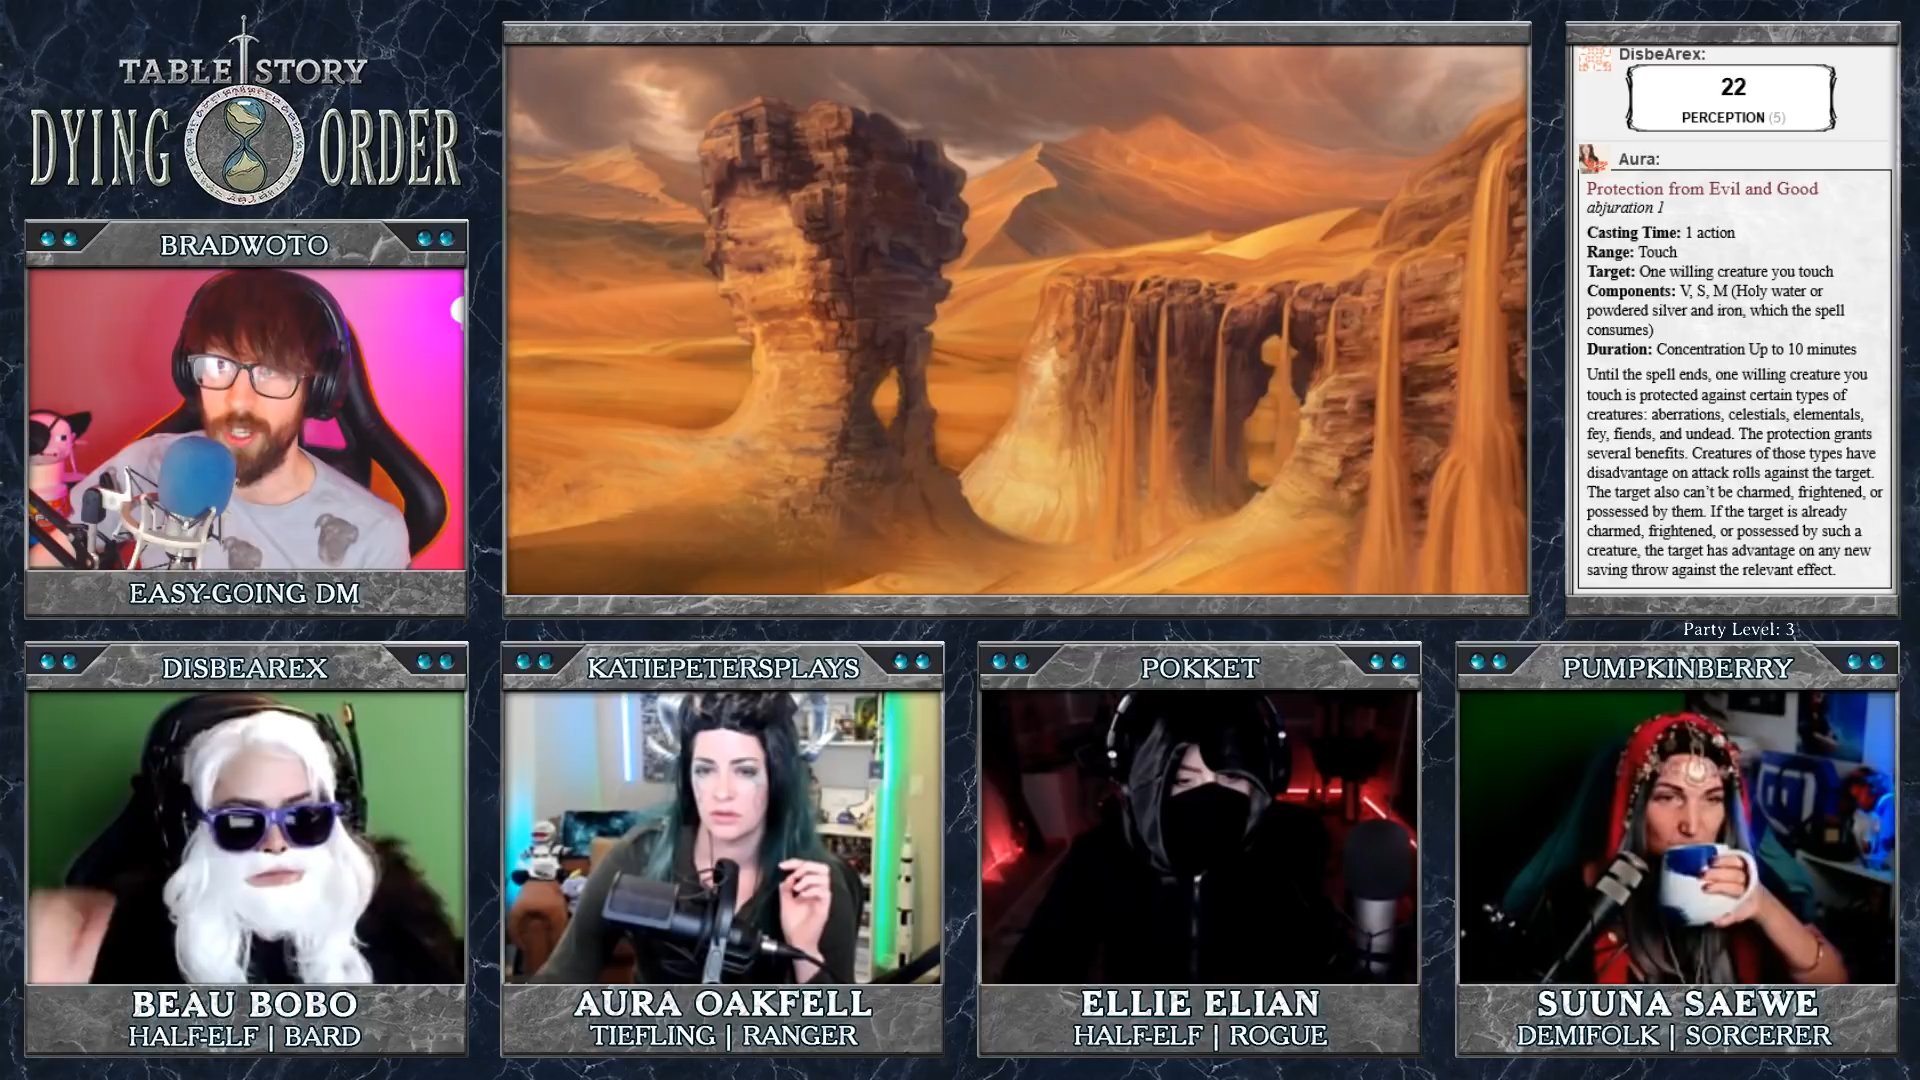 TABLE STORY
DYING ORDER
BRADWOTO
EASY-GOING DM
DisbeArex:
22
PERCEPTION (5)
Aura:
Protection from Evil and Good
abjuration 1
Casting Time: 1 action
Range: Touch
Target: One willing creature you touch
Components: V, S, M (Holy water or
powdered silver and iron, which the spell
consumes)
Duration: Concentration Up to 10 minutes
Until the spell ends, one willing creature you
touch is protected against certain types of
creatures: aberrations, celestials, elementals,
fey, fiends, and undead. The protection grants
several benefits. Creatures of those types have
disadvantage on attack rolls against the target.
The target also can't be charmed, frightened, or
possessed by them. If the target is already
charmed, frightened, or possessed by such a
creature, the target has advantage on any new
saving throw against the relevant effect.
Party Level: 3
DISBEAREX
BEAU BOBO
HALF-ELF | BARD
KATIEPETERSPLAYS
AURA OAKFELL
TIEFLING | RANGER
POKKET
ELLIE ELIAN
HALF-ELF | ROGUE
PUMPKINBERRY
SUUNA SAEWE
DEMIFOLK | SORCERER